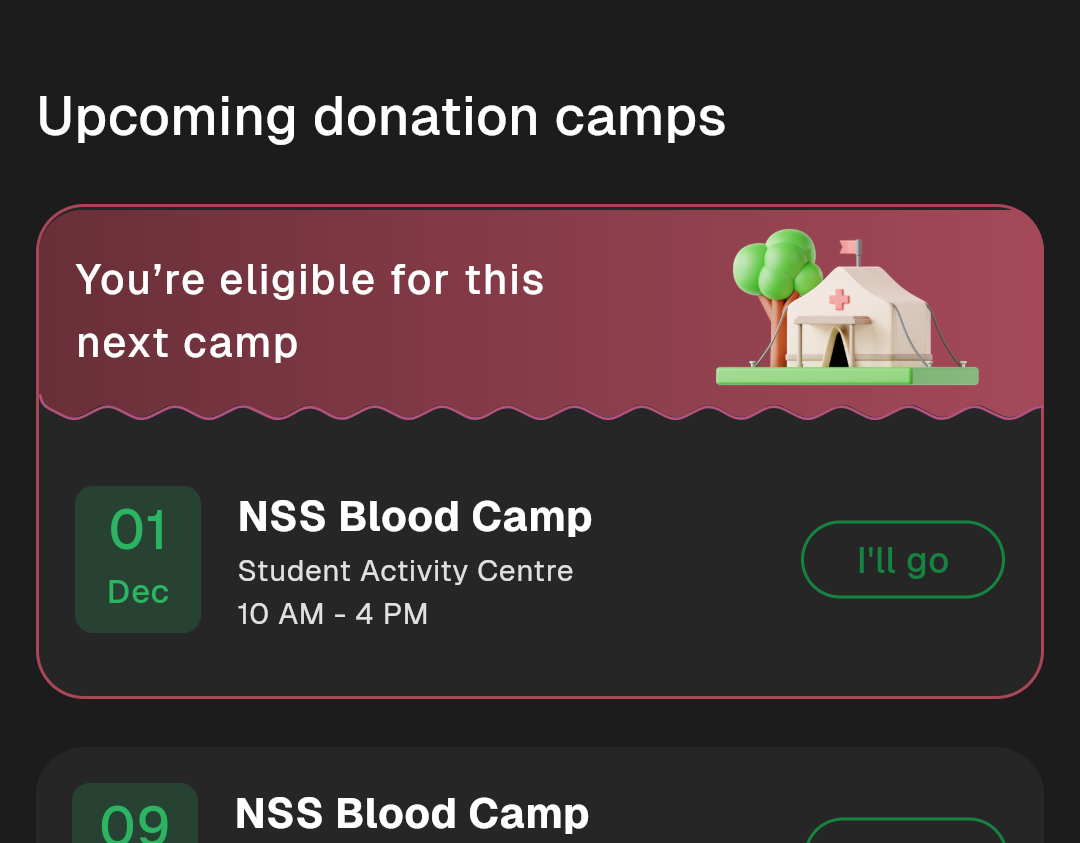 Upcoming donation camps
You’re eligible for this
next camp
01
Dec
NSS Blood Camp
Student Activity Centre
10 AM - 4 PM
I'll go
09
NSS Blood Camp